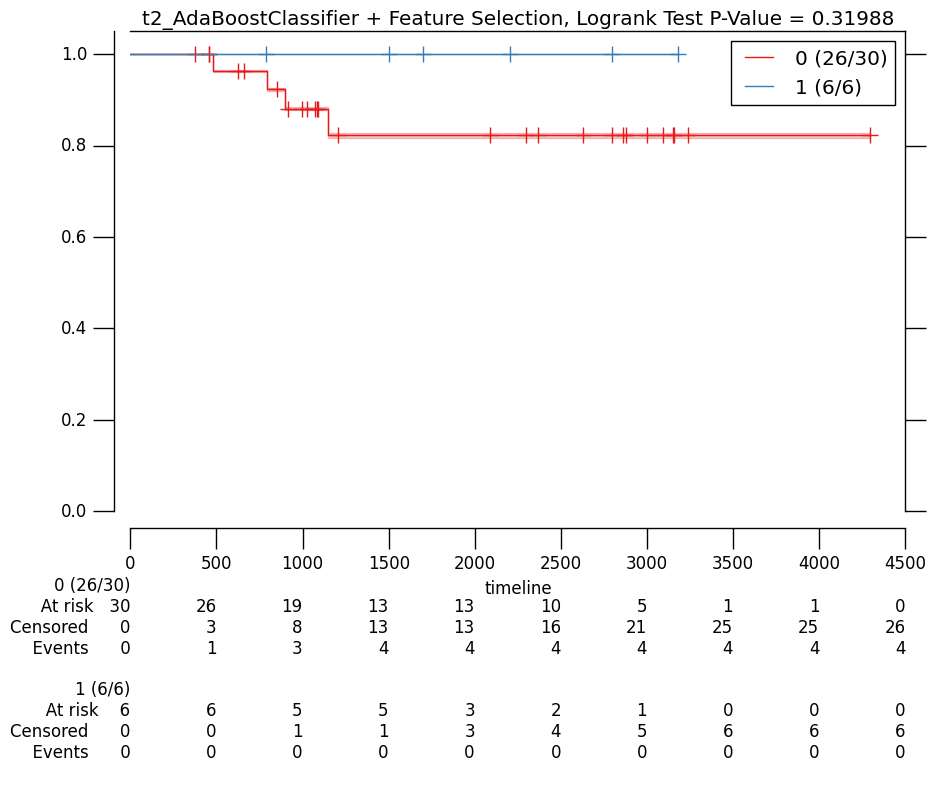 t2_AdaBoostClassifier + Feature Selection, Logrank Test P-Value = 0.31988
1.0
0 (26/30)
1 (6/6)
0.8
0.6
0.4
0.2
0.0
0 500 1000 1500 2000 2500 3000 3500 4000 4500
timeline
0 (26/30)
At risk 30 26 19 13 13 10 5 1 1 0
Censored 0 3 8 13 13 16 21 25 25 26
Events 0 1 3 4 4 4 4 4 4 4
1 (6/6)
At risk 6 6 5 5 3 2 1 0 0 0
Censored 0 0 1 1 3 4 5 6 6 6
Events 0 0 0 0 0 0 0 0 0 0